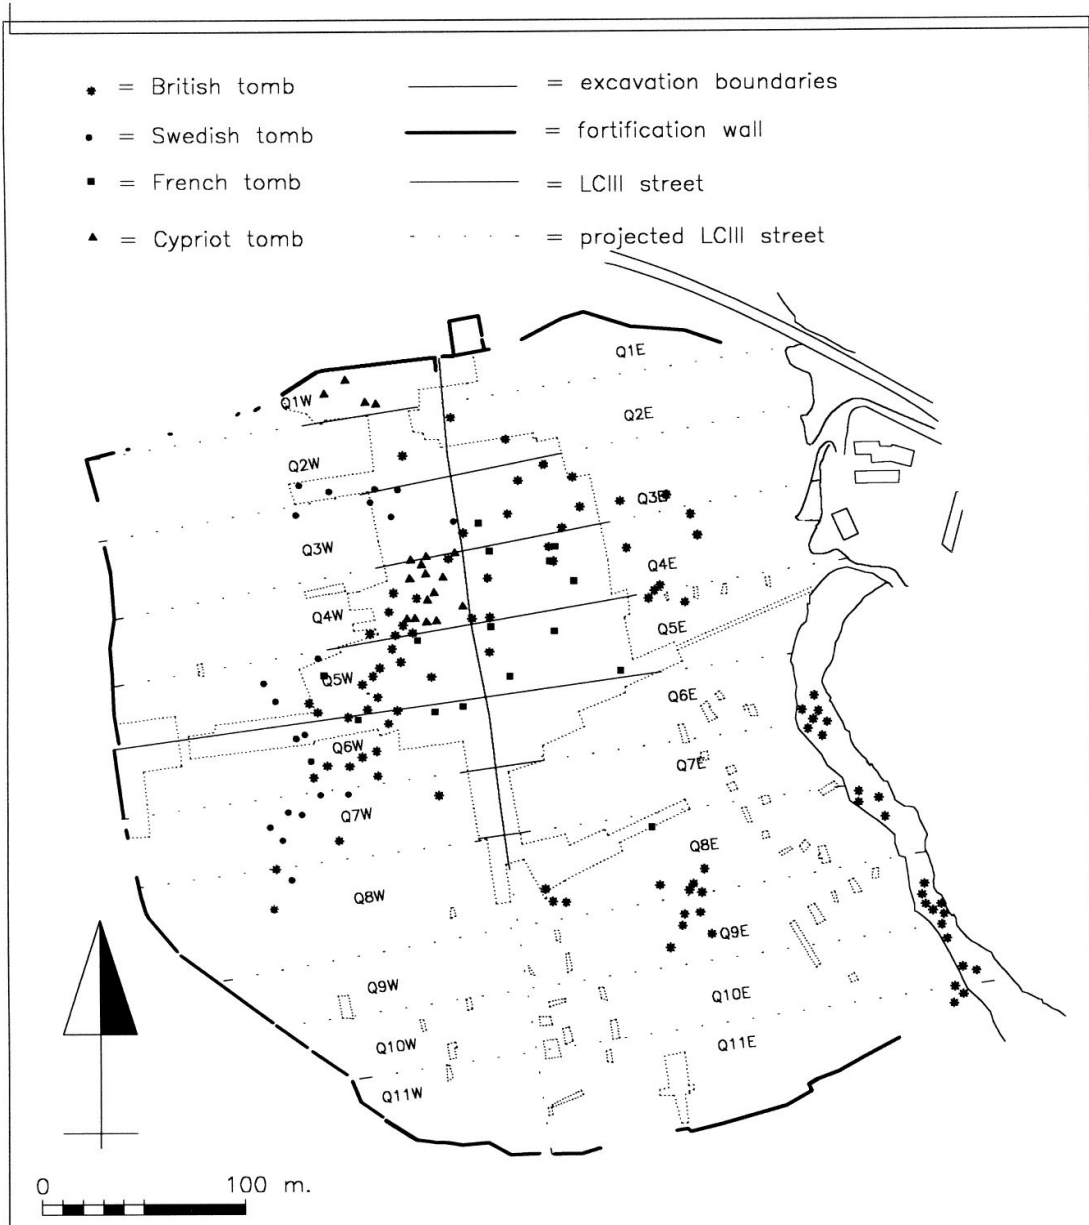 * = British tomb
• = Swedish tomb
■ = French tomb
▲ = Cypriot tomb
= excavation boundaries
= fortification wall
= LCIII street
= projected LCIII street
Q1E
Q1W
Q2E
Q2W
Q3E
Q3W
Q4E
Q4W
Q5E
Q5W
Q6E
Q6W
Q7E
Q7W
Q8E
Q8W
Q9E
Q9W
Q10E
Q10W
Q11E
Q11W
0 100 m.